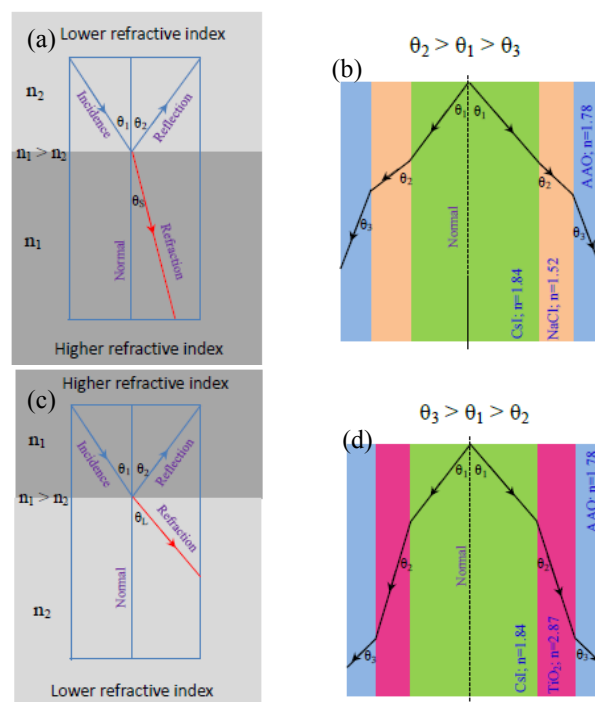 (a)
Lower refractive index
n₂
Incidence
θ₁
θ₂
Reflection
n₁ > n₂
θS
n₁
Normal
Refraction
Higher refractive index
θ₂ > θ₁ > θ₃
(b)
θ₁
θ₁
θ₂
θ₂
θ₃
θ₃
Normal
CsI; n=1.84
NaCl; n=1.52
AAO; n=1.78
Higher refractive index
(c)
n₁
Incidence
θ₁
θ₂
Reflection
n₁ > n₂
θL
Refraction
Normal
n₂
Lower refractive index
θ₃ > θ₁ > θ₂
(d)
θ₁
θ₁
θ₂
θ₂
θ₃
θ₃
Normal
CsI; n=1.84
TiO₂; n=2.87
AAO; n=1.78